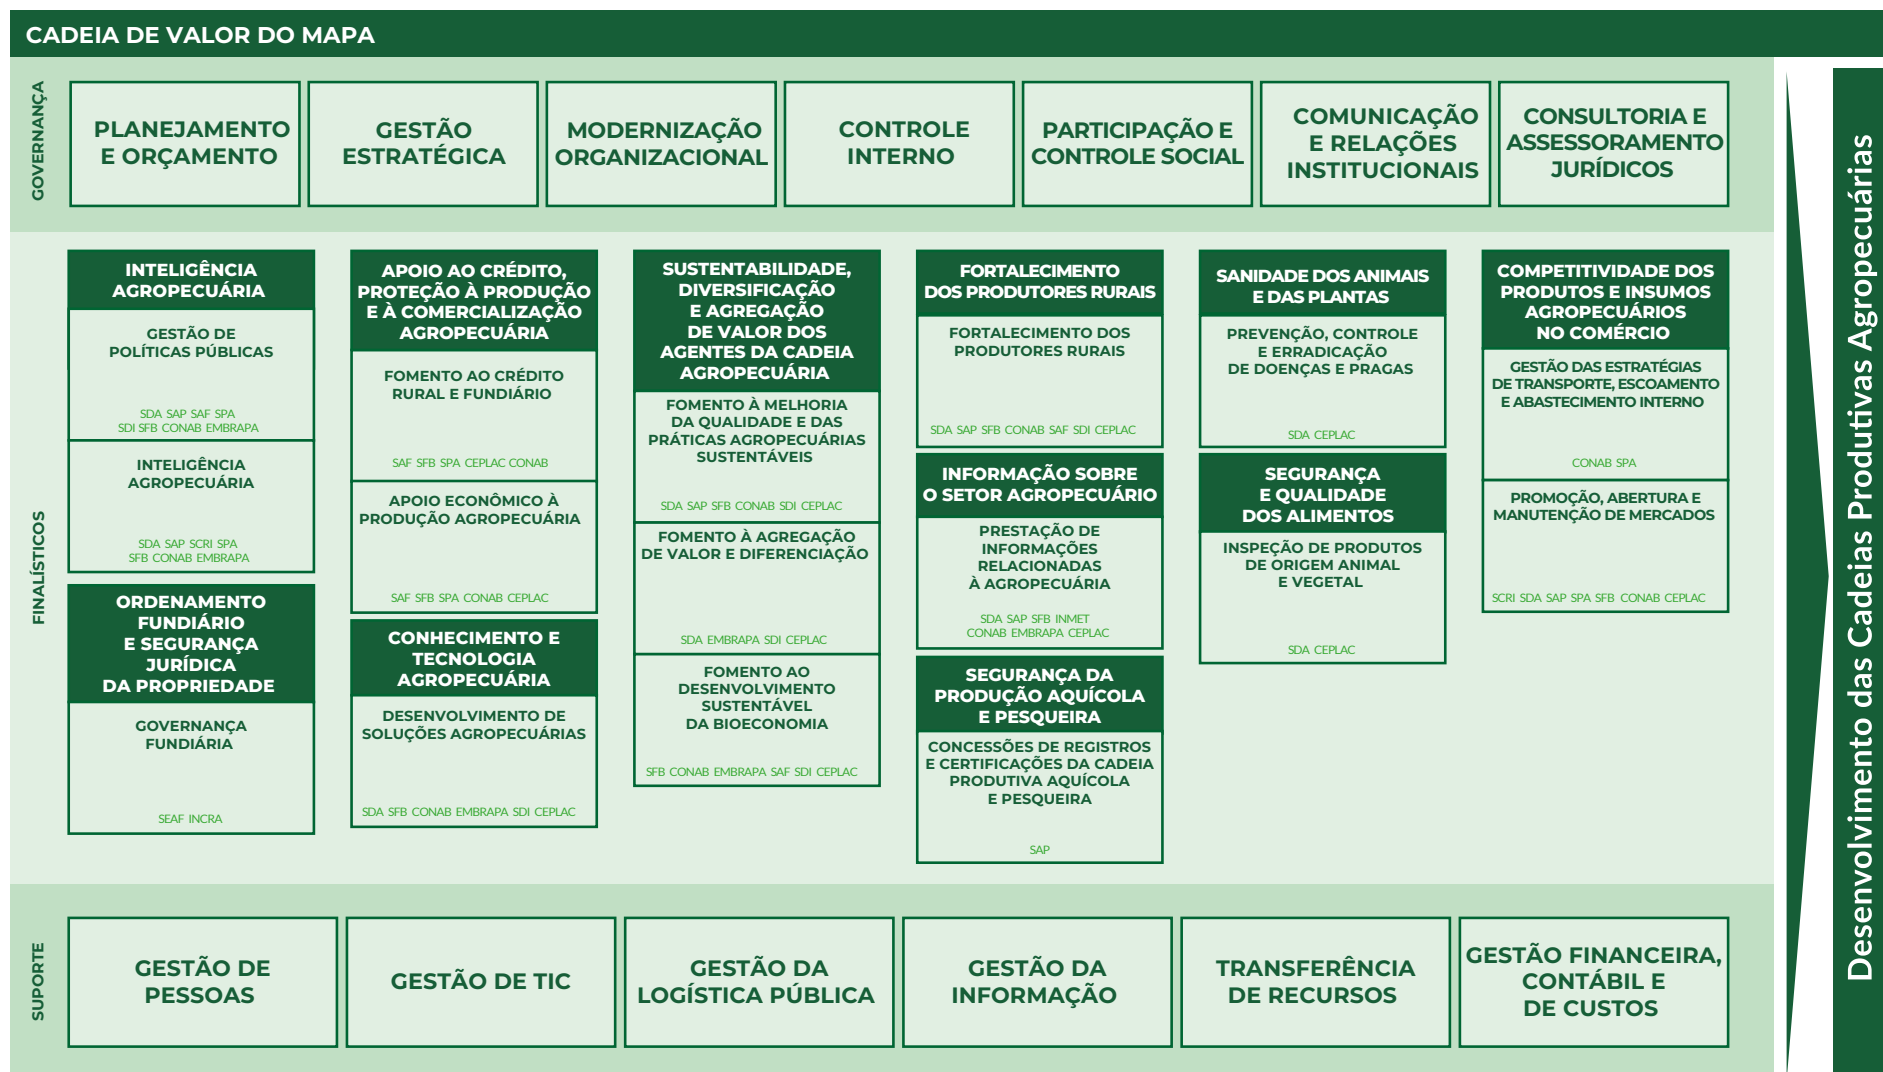 CADEIA DE VALOR DO MAPA
GOVERNANÇA
PLANEJAMENTO
E ORÇAMENTO
GESTÃO
ESTRATÉGICA
MODERNIZAÇÃO
ORGANIZACIONAL
CONTROLE
INTERNO
PARTICIPAÇÃO E
CONTROLE SOCIAL
COMUNICAÇÃO
E RELAÇÕES
INSTITUCIONAIS
CONSULTORIA E
ASSESSORAMENTO
JURÍDICOS
FINALÍSTICOS
INTELIGÊNCIA
AGROPECUÁRIA
GESTÃO DE
POLÍTICAS PÚBLICAS
SDA SAP SAF SPA
SDI SFB CONAB EMBRAPA
INTELIGÊNCIA
AGROPECUÁRIA
SDA SAP SCRI SPA
SFB CONAB EMBRAPA
ORDENAMENTO
FUNDIÁRIO
E SEGURANÇA
JURÍDICA
DA PROPRIEDADE
GOVERNANÇA
FUNDIÁRIA
SEAF INCRA
APOIO AO CRÉDITO,
PROTEÇÃO À PRODUÇÃO
E À COMERCIALIZAÇÃO
AGROPECUÁRIA
FOMENTO AO CRÉDITO
RURAL E FUNDIÁRIO
SAF SFB SPA CEPLAC CONAB
APOIO ECONÔMICO À
PRODUÇÃO AGROPECUÁRIA
SAF SFB SPA CONAB CEPLAC
CONHECIMENTO E
TECNOLOGIA
AGROPECUÁRIA
DESENVOLVIMENTO DE
SOLUÇÕES AGROPECUÁRIAS
SDA SFB CONAB EMBRAPA SDI CEPLAC
SUSTENTABILIDADE,
DIVERSIFICAÇÃO
E AGREGAÇÃO
DE VALOR DOS
AGENTES DA CADEIA
AGROPECUÁRIA
FOMENTO À MELHORIA
DA QUALIDADE E DAS
PRÁTICAS AGROPECUÁRIAS
SUSTENTÁVEIS
SDA SAP SFB CONAB SDI CEPLAC
FOMENTO À AGREGAÇÃO
DE VALOR E DIFERENCIAÇÃO
SDA EMBRAPA SDI CEPLAC
FOMENTO AO
DESENVOLVIMENTO
SUSTENTÁVEL
DA BIOECONOMIA
SFB CONAB EMBRAPA SAF SDI CEPLAC
FORTALECIMENTO
DOS PRODUTORES RURAIS
FORTALECIMENTO DOS
PRODUTORES RURAIS
SDA SAP SFB CONAB SAF SDI CEPLAC
INFORMAÇÃO SOBRE
O SETOR AGROPECUÁRIO
PRESTAÇÃO DE
INFORMAÇÕES
RELACIONADAS
À AGROPECUÁRIA
SDA SAP SFB INMET
CONAB EMBRAPA CEPLAC
SEGURANÇA DA
PRODUÇÃO AQUÍCOLA
E PESQUEIRA
CONCESSÕES DE REGISTROS
E CERTIFICAÇÕES DA CADEIA
PRODUTIVA AQUÍCOLA
E PESQUEIRA
SAP
SANIDADE DOS ANIMAIS
E DAS PLANTAS
PREVENÇÃO, CONTROLE
E ERRADICAÇÃO
DE DOENÇAS E PRAGAS
SDA CEPLAC
SEGURANÇA
E QUALIDADE
DOS ALIMENTOS
INSPEÇÃO DE PRODUTOS
DE ORIGEM ANIMAL
E VEGETAL
SDA CEPLAC
COMPETITIVIDADE DOS
PRODUTOS E INSUMOS
AGROPECUÁRIOS
NO COMÉRCIO
GESTÃO DAS ESTRATÉGIAS
DE TRANSPORTE, ESCOAMENTO
E ABASTECIMENTO INTERNO
CONAB SPA
PROMOÇÃO, ABERTURA E
MANUTENÇÃO DE MERCADOS
SCRI SDA SAP SPA SFB CONAB CEPLAC
SUPORTE
GESTÃO DE
PESSOAS
GESTÃO DE TIC
GESTÃO DA
LOGÍSTICA PÚBLICA
GESTÃO DA
INFORMAÇÃO
TRANSFERÊNCIA
DE RECURSOS
GESTÃO FINANCEIRA,
CONTÁBIL E
DE CUSTOS
Desenvolvimento das Cadeias Produtivas Agropecuárias